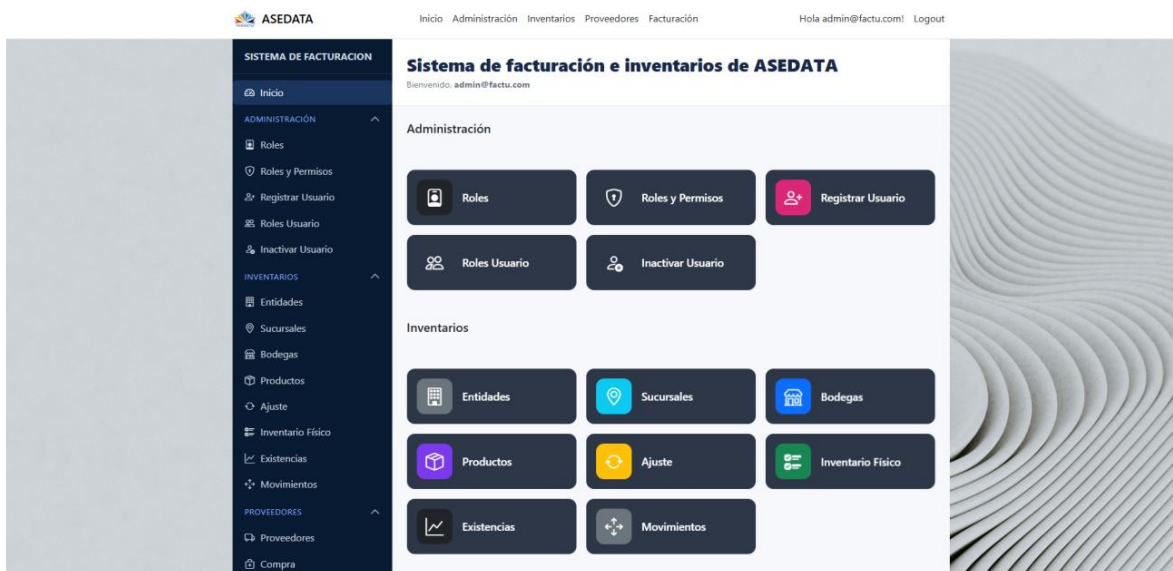 ASEDATA
Inicio Administración Inventarios Proveedores Facturación
Hola admin@factu.com! Logout
SISTEMA DE FACTURACION
Inicio
ADMINISTRACIÓN
Roles
Roles y Permisos
Registrar Usuario
Roles Usuario
Inactivar Usuario
INVENTARIOS
Entidades
Sucursales
Bodegas
Productos
Ajuste
Inventario Físico
Existencias
Movimientos
PROVEEDORES
Proveedores
Compra
Sistema de facturación e inventarios de ASEDATA
Bienvenido, admin@factu.com
Administración
Roles
Roles y Permisos
Registrar Usuario
Roles Usuario
Inactivar Usuario
Inventarios
Entidades
Sucursales
Bodegas
Productos
Ajuste
Inventario Físico
Existencias
Movimientos